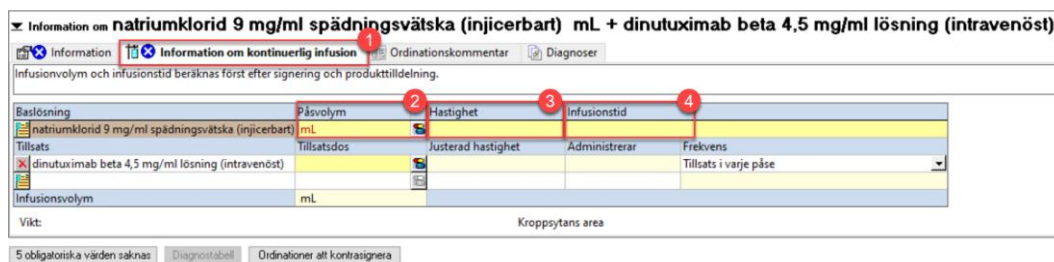 Information om natriumklorid 9 mg/ml spädningsvätska (injicerbart) mL + dinutuximab beta 4,5 mg/ml lösning (intravenöst)
Information Information om kontinuerlig infusion 1 Ordinationskommentar Diagnoser
Infusionvolym och infusionstid beräknas först efter signering och produkttilldelning.
2 3 4
Baslösning Påsvolym Hastighet Infusionstid
natriumklorid 9 mg/ml spädningsvätska (injicerbart) mL
Tillsats Tillsatsdos Justerad hastighet Administrerar Frekvens
dinutuximab beta 4,5 mg/ml lösning (intravenöst) Tillsats i varje påse
Infusionsvolym mL
Vikt: Kroppsytans area
5 obligatoriska värden saknas Diagnostabell Ordinationer att kontrasignera